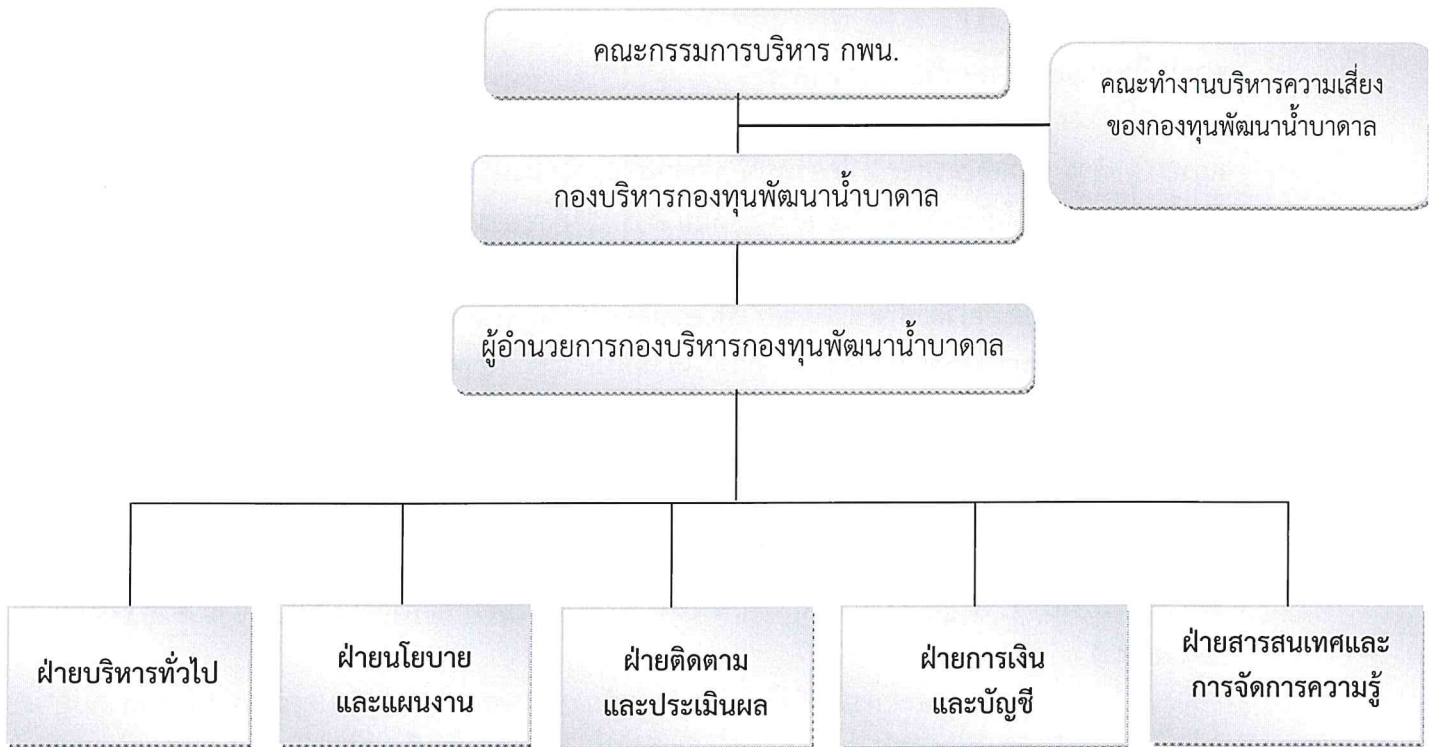 คณะกรรมการบริหาร กพน.
คณะทำงานบริหารความเสี่ยง
ของกองทุนพัฒนาน้ำบาดาล
กองบริหารกองทุนพัฒนาน้ำบาดาล
ผู้อำนวยการกองบริหารกองทุนพัฒนาน้ำบาดาล
ฝ่ายบริหารทั่วไป
ฝ่ายนโยบาย
และแผนงาน
ฝ่ายติดตาม
และประเมินผล
ฝ่ายการเงิน
และบัญชี
ฝ่ายสารสนเทศและ
การจัดการความรู้